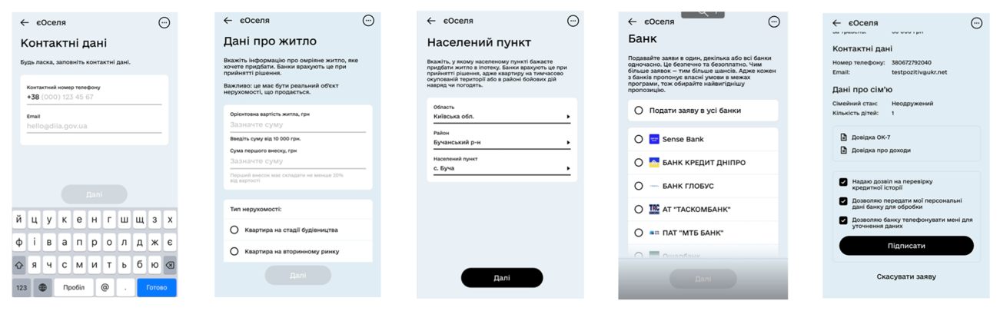 єОселя
Контактні дані
Будь ласка, заповніть контактні дані.
Контактний номер телефону
+38 (000) 123 45 67
Email
hello@diia.gov.ua
Далі
й ц у к е н г ш щ з х
ф і в а п р о л д ж є
я ч с м и т ь б ю
123 Пробіл @ . Готово
єОселя
Дані про житло
Вкажіть інформацію про омріяне житло, яке
хочете придбати. Банки врахують це при
прийнятті рішення.
Важливо: це має бути реальний об'єкт
нерухомості, що продається.
Орієнтовна вартість житла, грн
Зазначте суму
Введіть суму від 10 000 грн.
Сума першого внеску, грн
Зазначте суму
Перший внесок має складати не менше 20%
від вартості
Тип нерухомості:
Квартира на стадії будівництва
Квартира на вторинному ринку
Далі
єОселя
Населений пункт
Вкажіть, у якому населеному пункті бажаєте
придбати житло в іпотеку. Банки врахують це при
прийнятті рішення, адже квартиру на тимчасово
окупованій території або в районі бойових дій
навряд чи погодять.
Область
Київська обл.
Район
Бучанський р-н
Населений пункт
с. Буча
Далі
єОселя
Банк
Подавайте заяви в один, декілька або всі банки
одночасно. Це безпечно та безоплатно. Чим
більше заявок — тим більше шансів. Адже кожен
з банків пропонує власні умови в межах
програми, тож обирайте найвигіднішу
пропозицію.
Подати заяву в усі банки
Sense Bank
БАНК КРЕДИТ ДНІПРО
БАНК ГЛОБУС
TAC АТ "ТАСКОМБАНК"
ПАТ "МТБ БАНК"
Ощадбанк
Далі
єОселя
Контактні дані
Номер телефону: 380672792040
Email: testpozitiv@ukr.net
Дані про сім'ю
Сімейний стан: Неодружений
Кількість дітей: 1
Довідка ОК-7
Довідка про доходи
Надаю дозвіл на перевірку
кредитної історії
Дозволяю передати мої персональні
дані банку для обробки
Дозволяю банку телефонувати мені для
уточнення даних
Підписати
Скасувати заяву